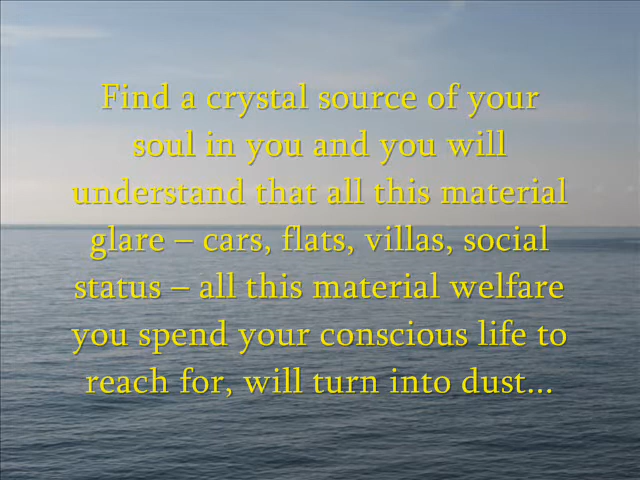 Find a crystal source of your
soul in you and you will
understand that all this material
glare – cars, flats, villas, social
status – all this material welfare
you spend your conscious life to
reach for, will turn into dust...